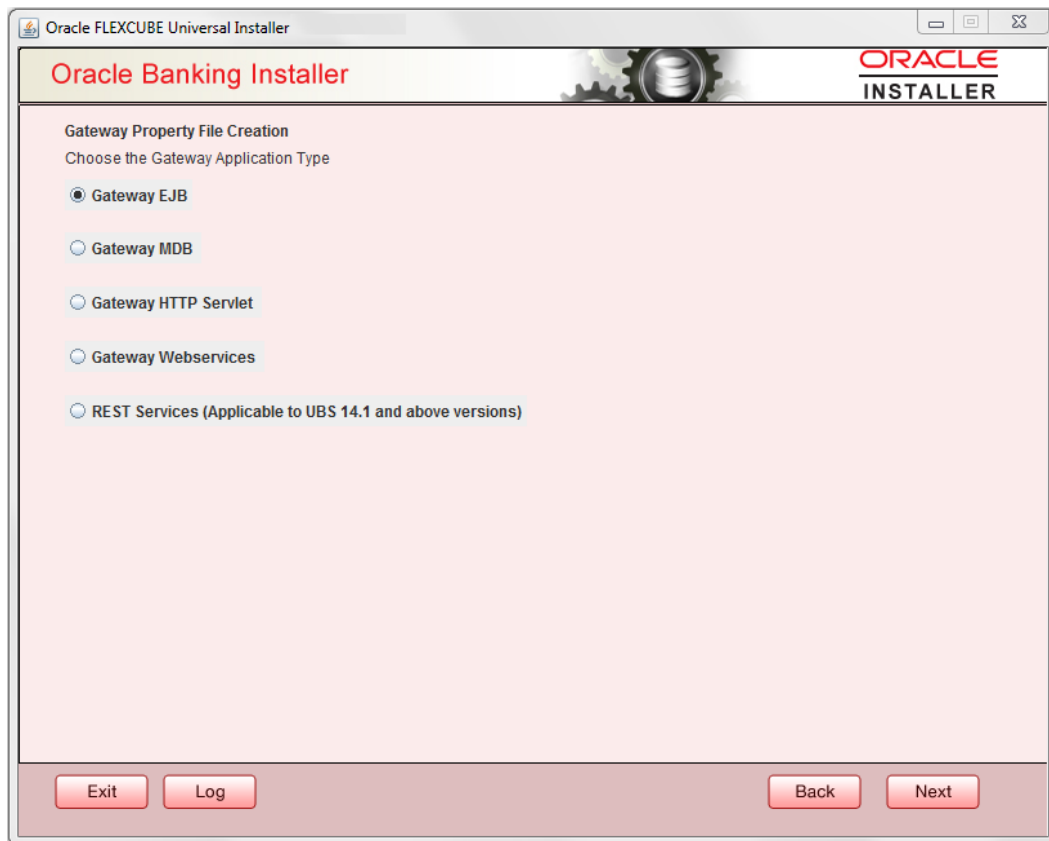 Oracle FLEXCUBE Universal Installer
Oracle Banking Installer
ORACLE
INSTALLER
Gateway Property File Creation
Choose the Gateway Application Type
Gateway EJB
Gateway MDB
Gateway HTTP Servlet
Gateway Webservices
REST Services (Applicable to UBS 14.1 and above versions)
Exit Log Back Next